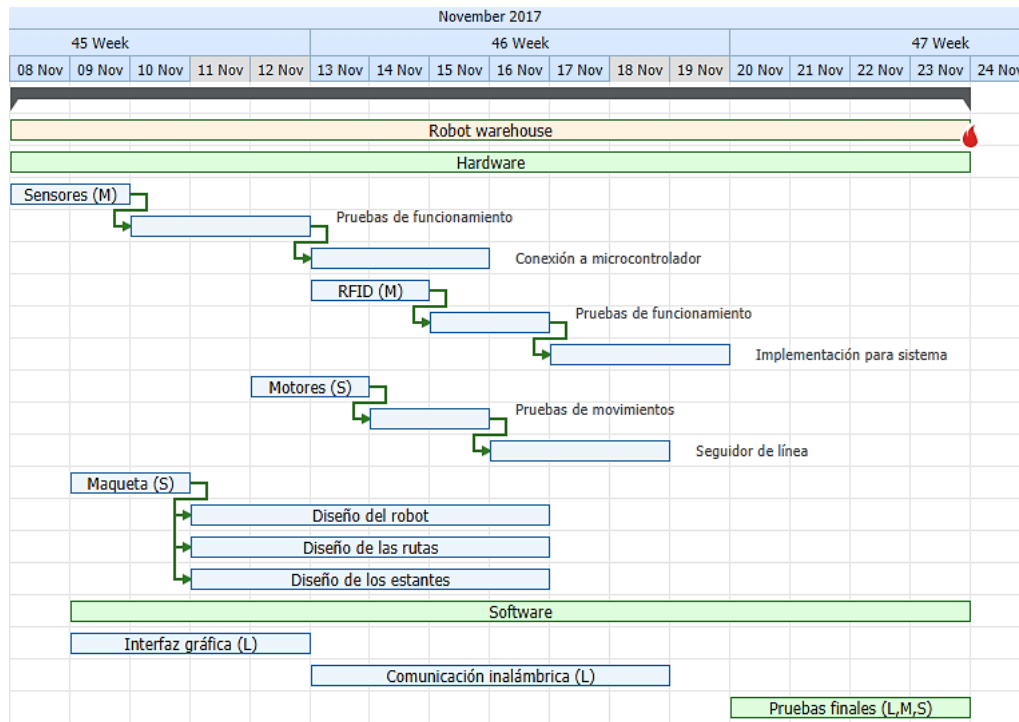 November 2017
45 Week 46 Week 47 Week
08 Nov 09 Nov 10 Nov 11 Nov 12 Nov 13 Nov 14 Nov 15 Nov 16 Nov 17 Nov 18 Nov 19 Nov 20 Nov 21 Nov 22 Nov 23 Nov 24 Nov
Robot warehouse
Hardware
Sensores (M)
Pruebas de funcionamiento
Conexión a microcontrolador
RFID (M)
Pruebas de funcionamiento
Implementación para sistema
Motores (S)
Pruebas de movimientos
Seguidor de línea
Maqueta (S)
Diseño del robot
Diseño de las rutas
Diseño de los estantes
Software
Interfaz gráfica (L)
Comunicación inalámbrica (L)
Pruebas finales (L,M,S)